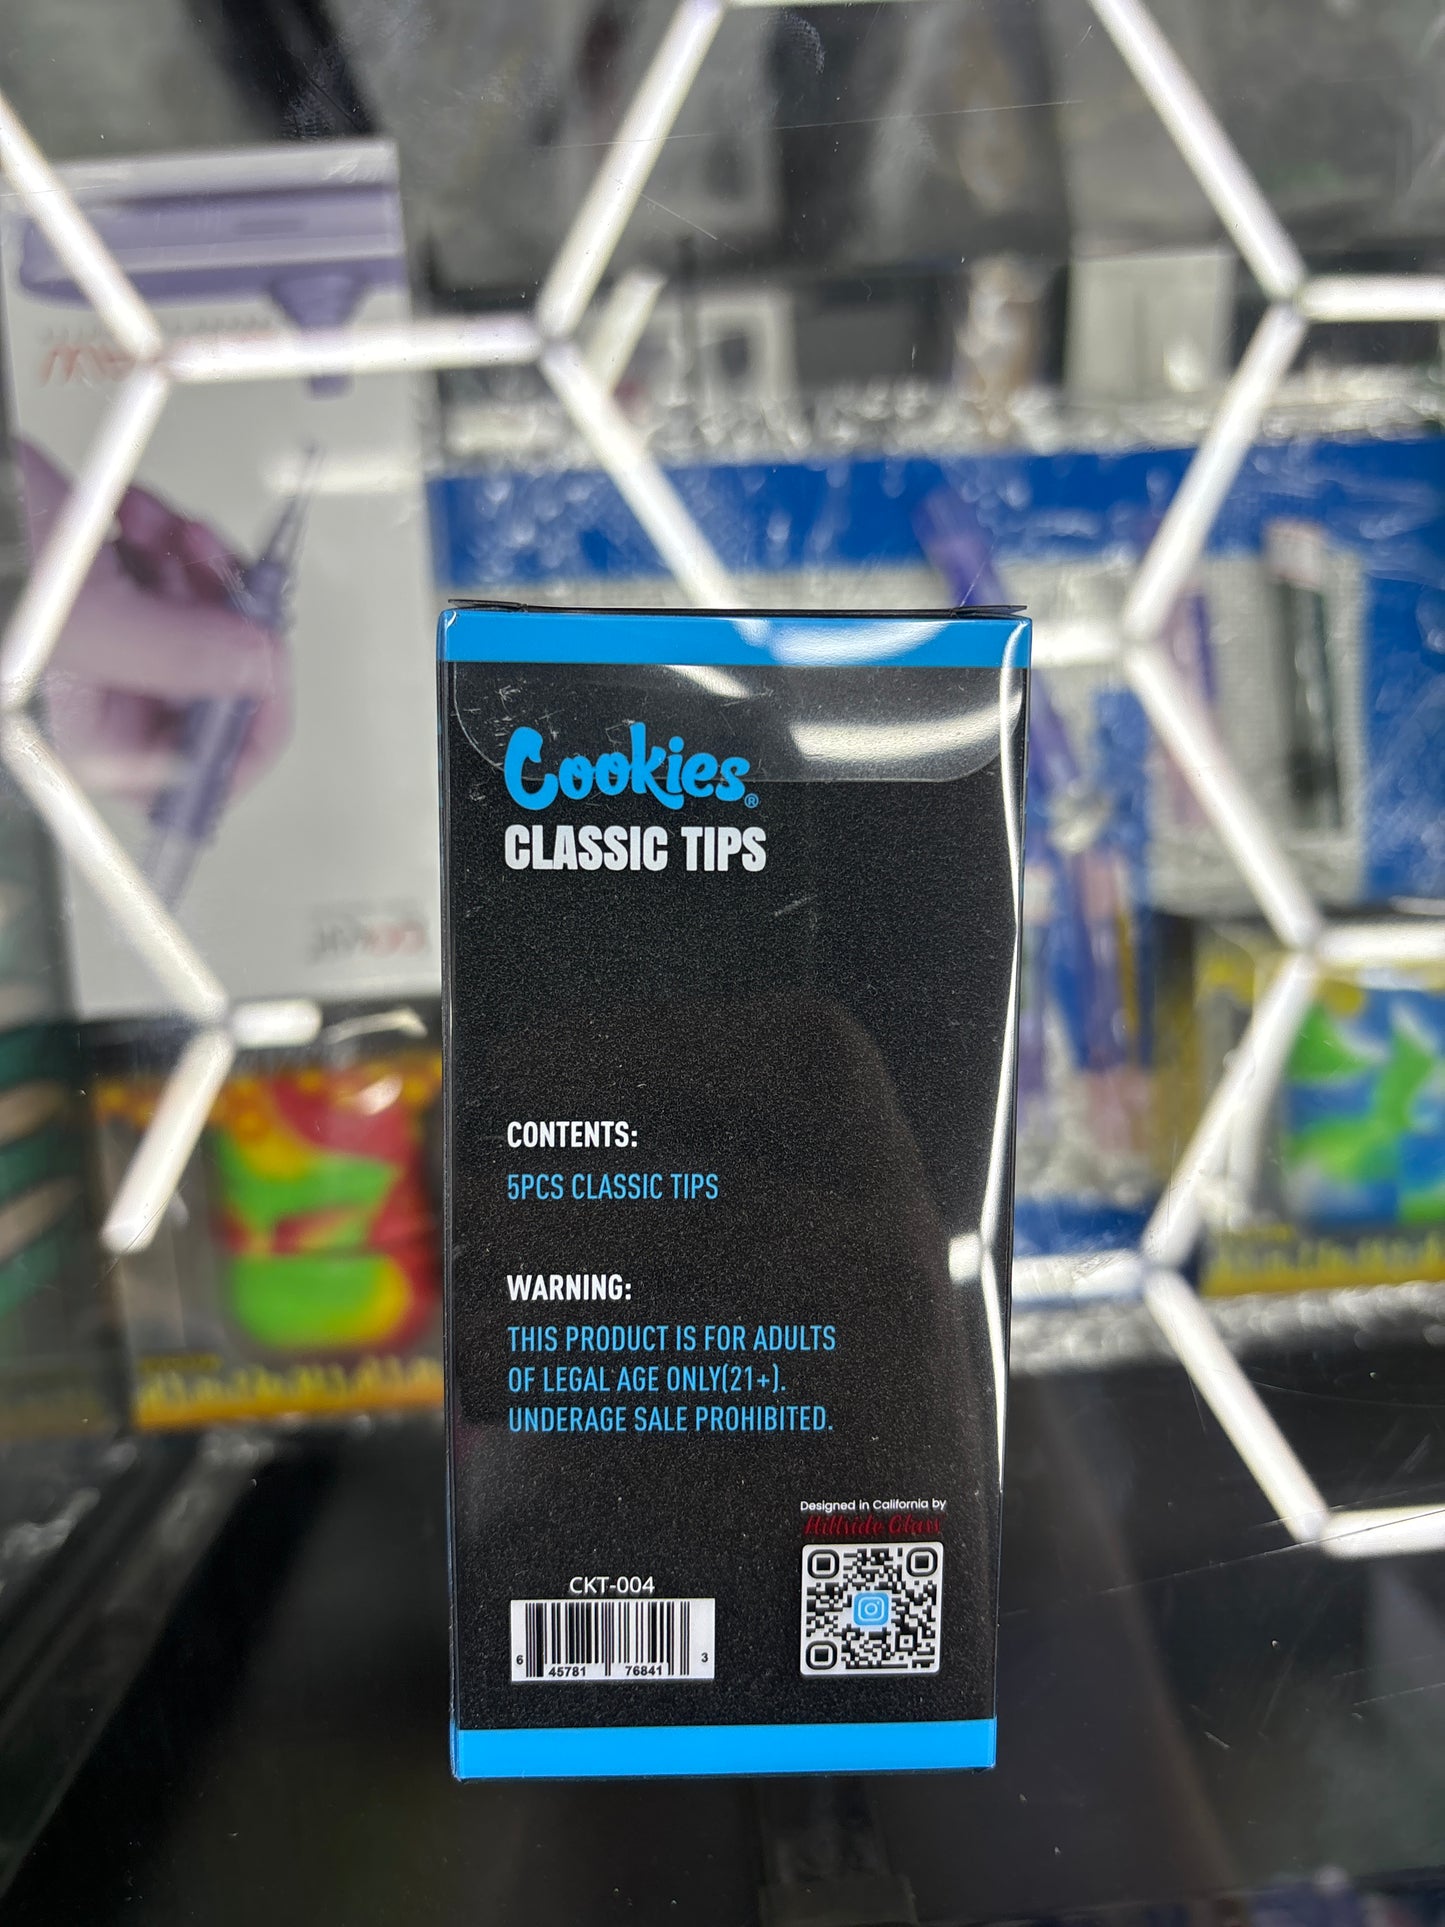 Cookies®
CLASSIC TIPS
CONTENTS:
5PCS CLASSIC TIPS
WARNING:
THIS PRODUCT IS FOR ADULTS
OF LEGAL AGE ONLY(21+).
UNDERAGE SALE PROHIBITED.
Designed in California by
Hillside Glass
CKT-004
6 45781 76841 3